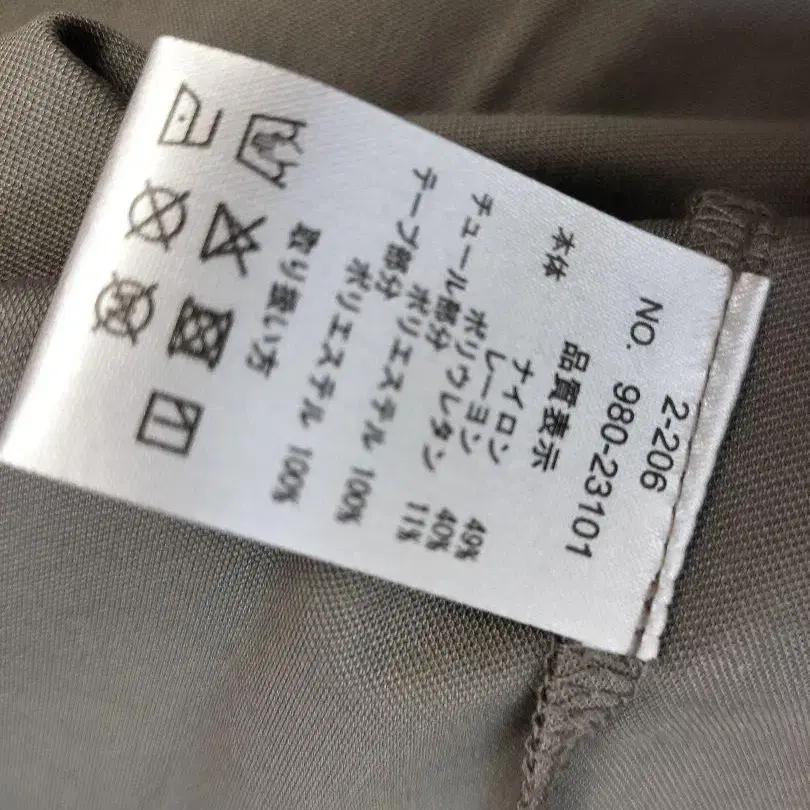 2-206
NO. 980-23101
品質表示
本体 ナイロン 49%
レーヨン 40%
ポリウレタン 11%
チュール部分
ポリエステル 100%
テープ部分
ポリエステル 100%
取り扱い方